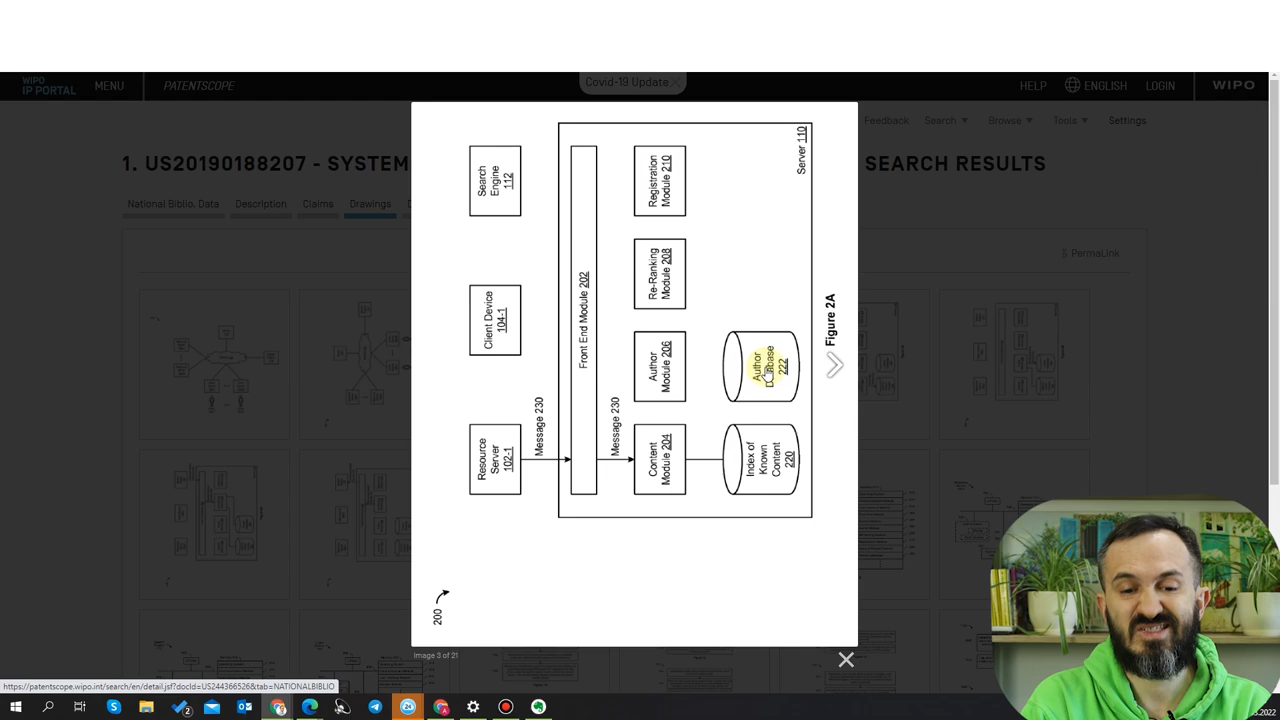 WIPO
IP PORTAL
MENU
PATENTSCOPE
Covid-19 Update
HELP
ENGLISH
LOGIN
WIPO
Feedback
Search
Browse
Tools
Settings
1. US20190188207 - SYSTEM
SEARCH RESULTS
National Biblio. Data
Description
Claims
Drawings
PermaLink
200
Resource
Server
102-1
Client Device
104-1
Search
Engine
112
Message 230
Front End Module 202
Message 230
Content
Module 204
Author
Module 206
Re-Ranking
Module 208
Registration
Module 210
Index of
Known
Content
220
Author
Database
222
Server 110
Figure 2A
Image 3 of 21
https://patentscope.wipo.int/search/en/detail.jsf?docId=US244366526&tab=NATIONALBIBLIO